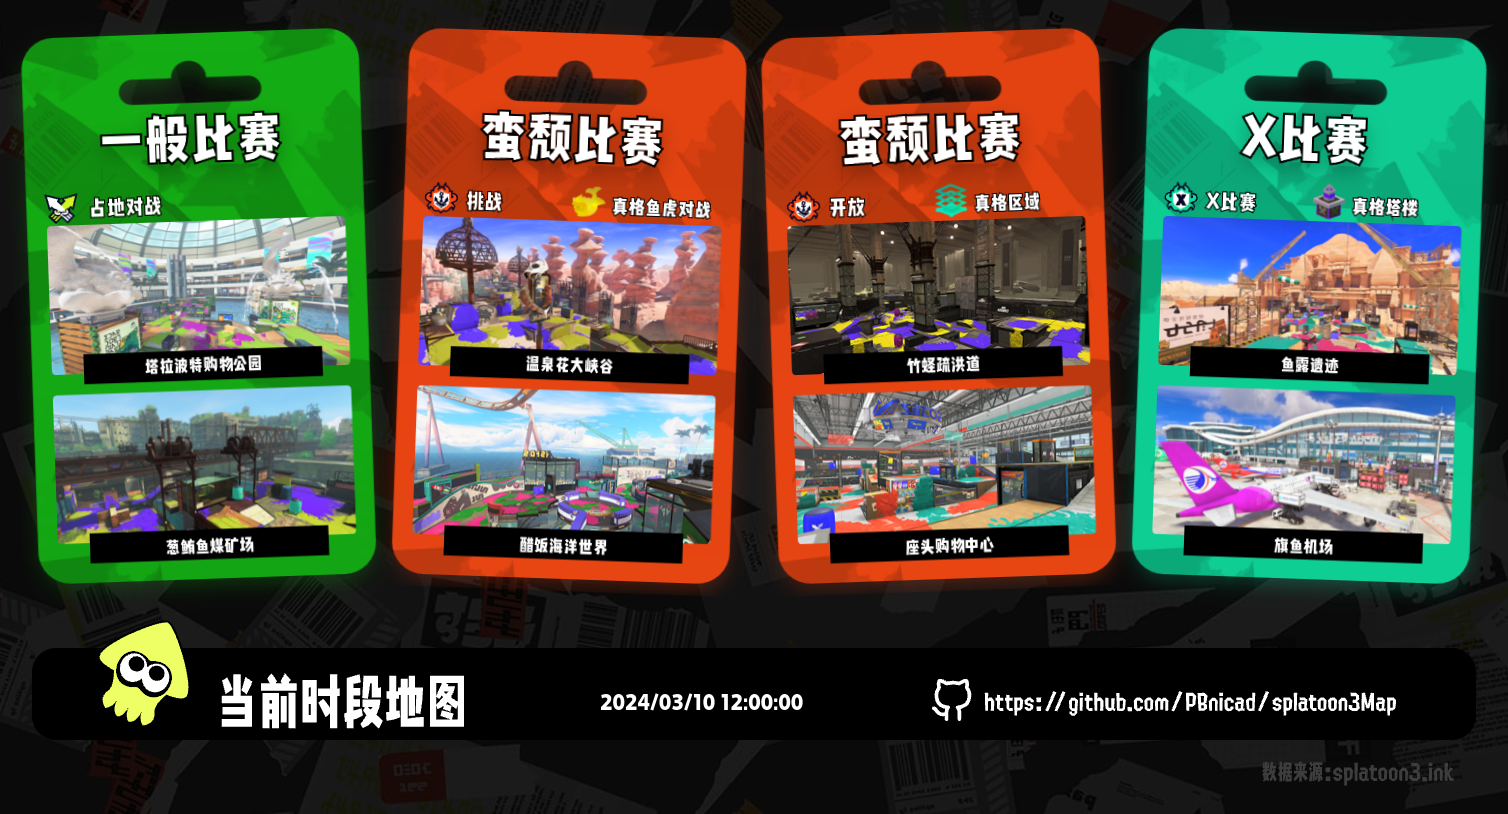 一般比赛
占地对战
塔拉波特购物公园
葱鲔鱼煤矿场
蛮颓比赛
挑战
真格鱼虎对战
温泉花大峡谷
醋饭海洋世界
蛮颓比赛
开放
真格区域
竹蛏疏洪道
座头购物中心
X比赛
X比赛
真格塔楼
鱼露遗迹
旗鱼机场
当前时段地图
2024/03/10 12:00:00
https://github.com/PBnicad/splatoon3Map
数据来源:splatoon3.ink